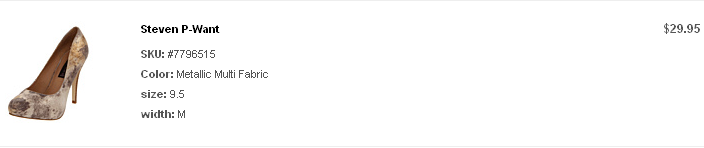 Steven P-Want $29.95
SKU: #7796515
Color: Metallic Multi Fabric
size: 9.5
width: M